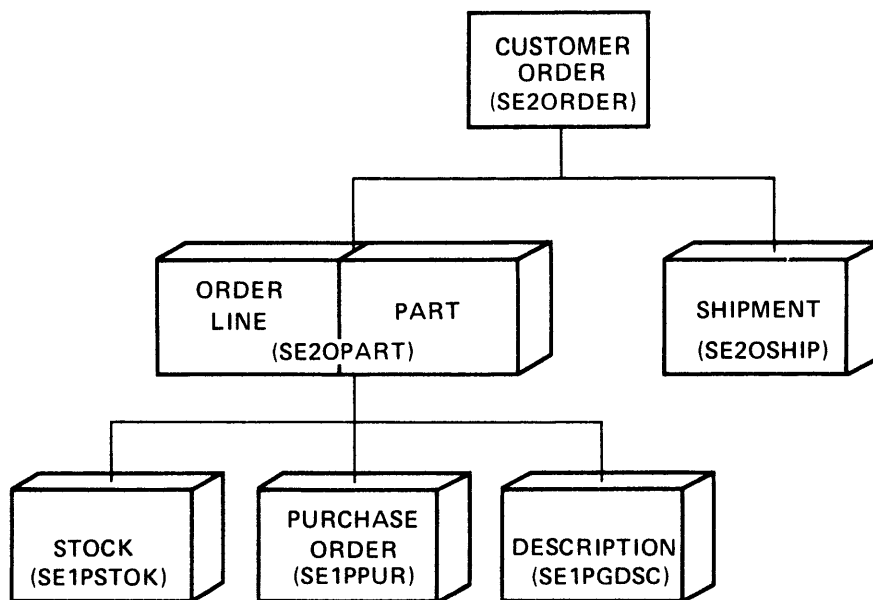 CUSTOMER
ORDER
(SE2ORDER)
ORDER
LINE
PART
(SE2OPART)
SHIPMENT
(SE2OSHIP)
STOCK
(SE1PSTOK)
PURCHASE
ORDER
(SE1PPUR)
DESCRIPTION
(SE1PGDSC)